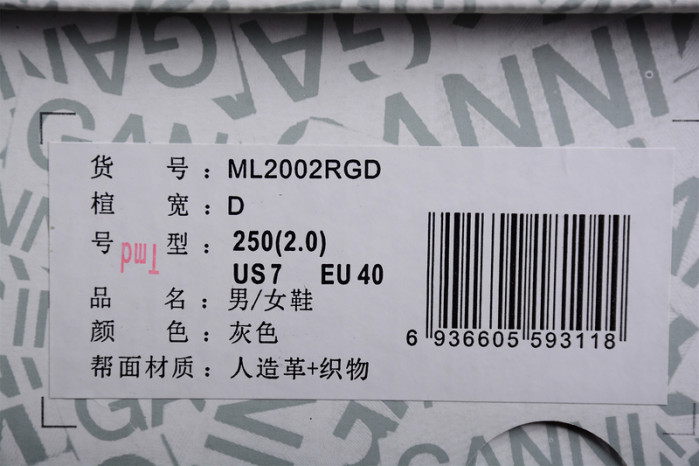 GANNI
货 号：ML2002RGD
楦 宽：D
号 型：250(2.0)
Tmd
US 7 EU 40
品 名：男/女鞋
颜 色：灰色
帮面材质：人造革+织物
6 936605 593118